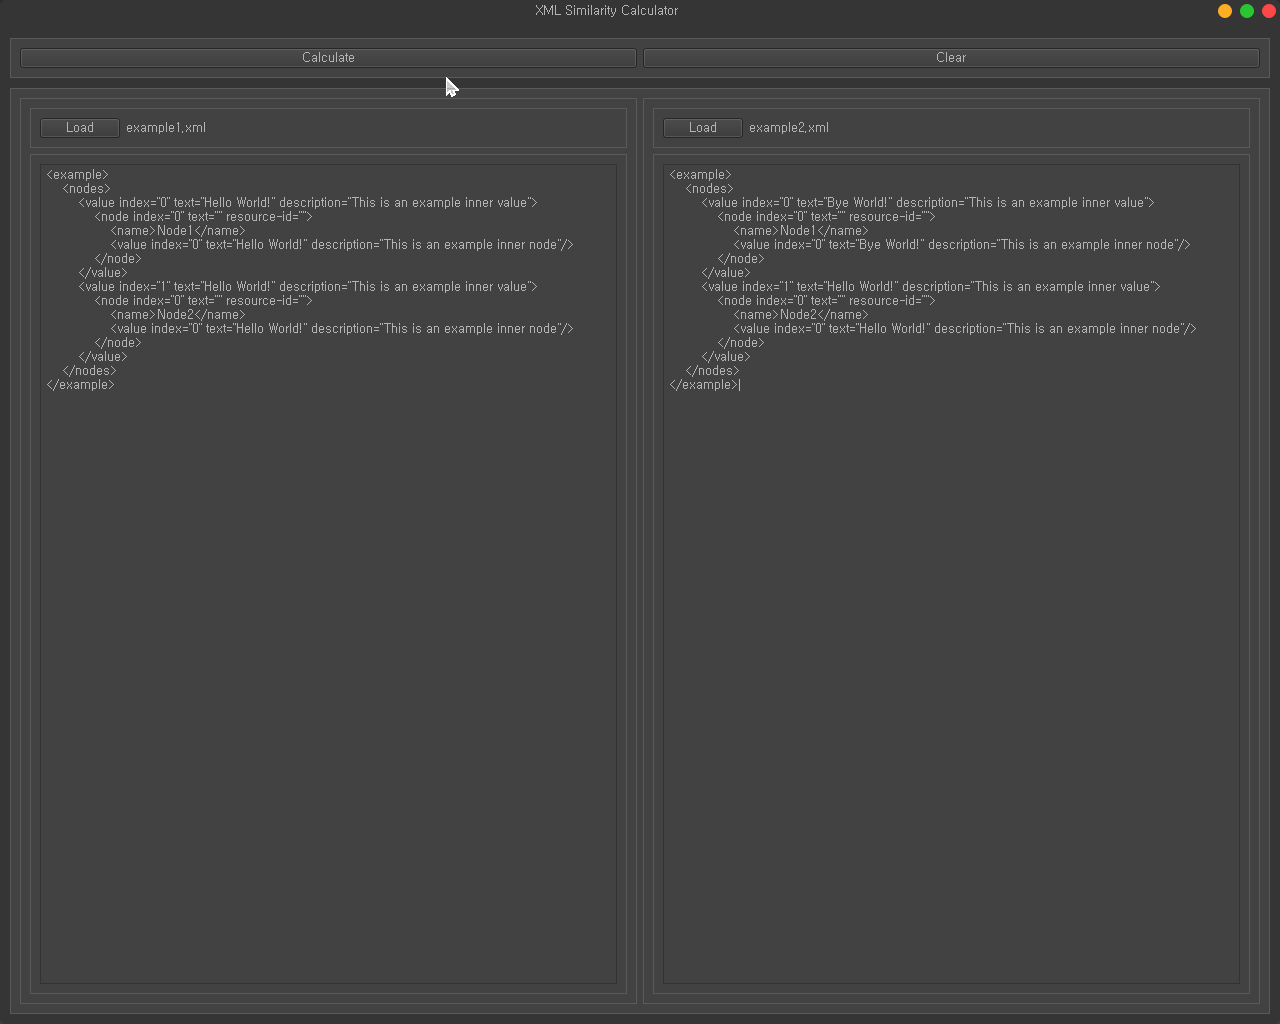 XML Similarity Calculator
Calculate
Clear
Load example1.xml
<example>
<nodes>
<value index="0" text="Hello World!" description="This is an example inner value">
<node index="0" text="" resource-id="">
<name>Node1</name>
<value index="0" text="Hello World!" description="This is an example inner node"/>
</node>
</value>
<value index="1" text="Hello World!" description="This is an example inner value">
<node index="0" text="" resource-id="">
<name>Node2</name>
<value index="0" text="Hello World!" description="This is an example inner node"/>
</node>
</value>
</nodes>
</example>
Load example2.xml
<example>
<nodes>
<value index="0" text="Bye World!" description="This is an example inner value">
<node index="0" text="" resource-id="">
<name>Node1</name>
<value index="0" text="Bye World!" description="This is an example inner node"/>
</node>
</value>
<value index="1" text="Hello World!" description="This is an example inner value">
<node index="0" text="" resource-id="">
<name>Node2</name>
<value index="0" text="Hello World!" description="This is an example inner node"/>
</node>
</value>
</nodes>
</example>